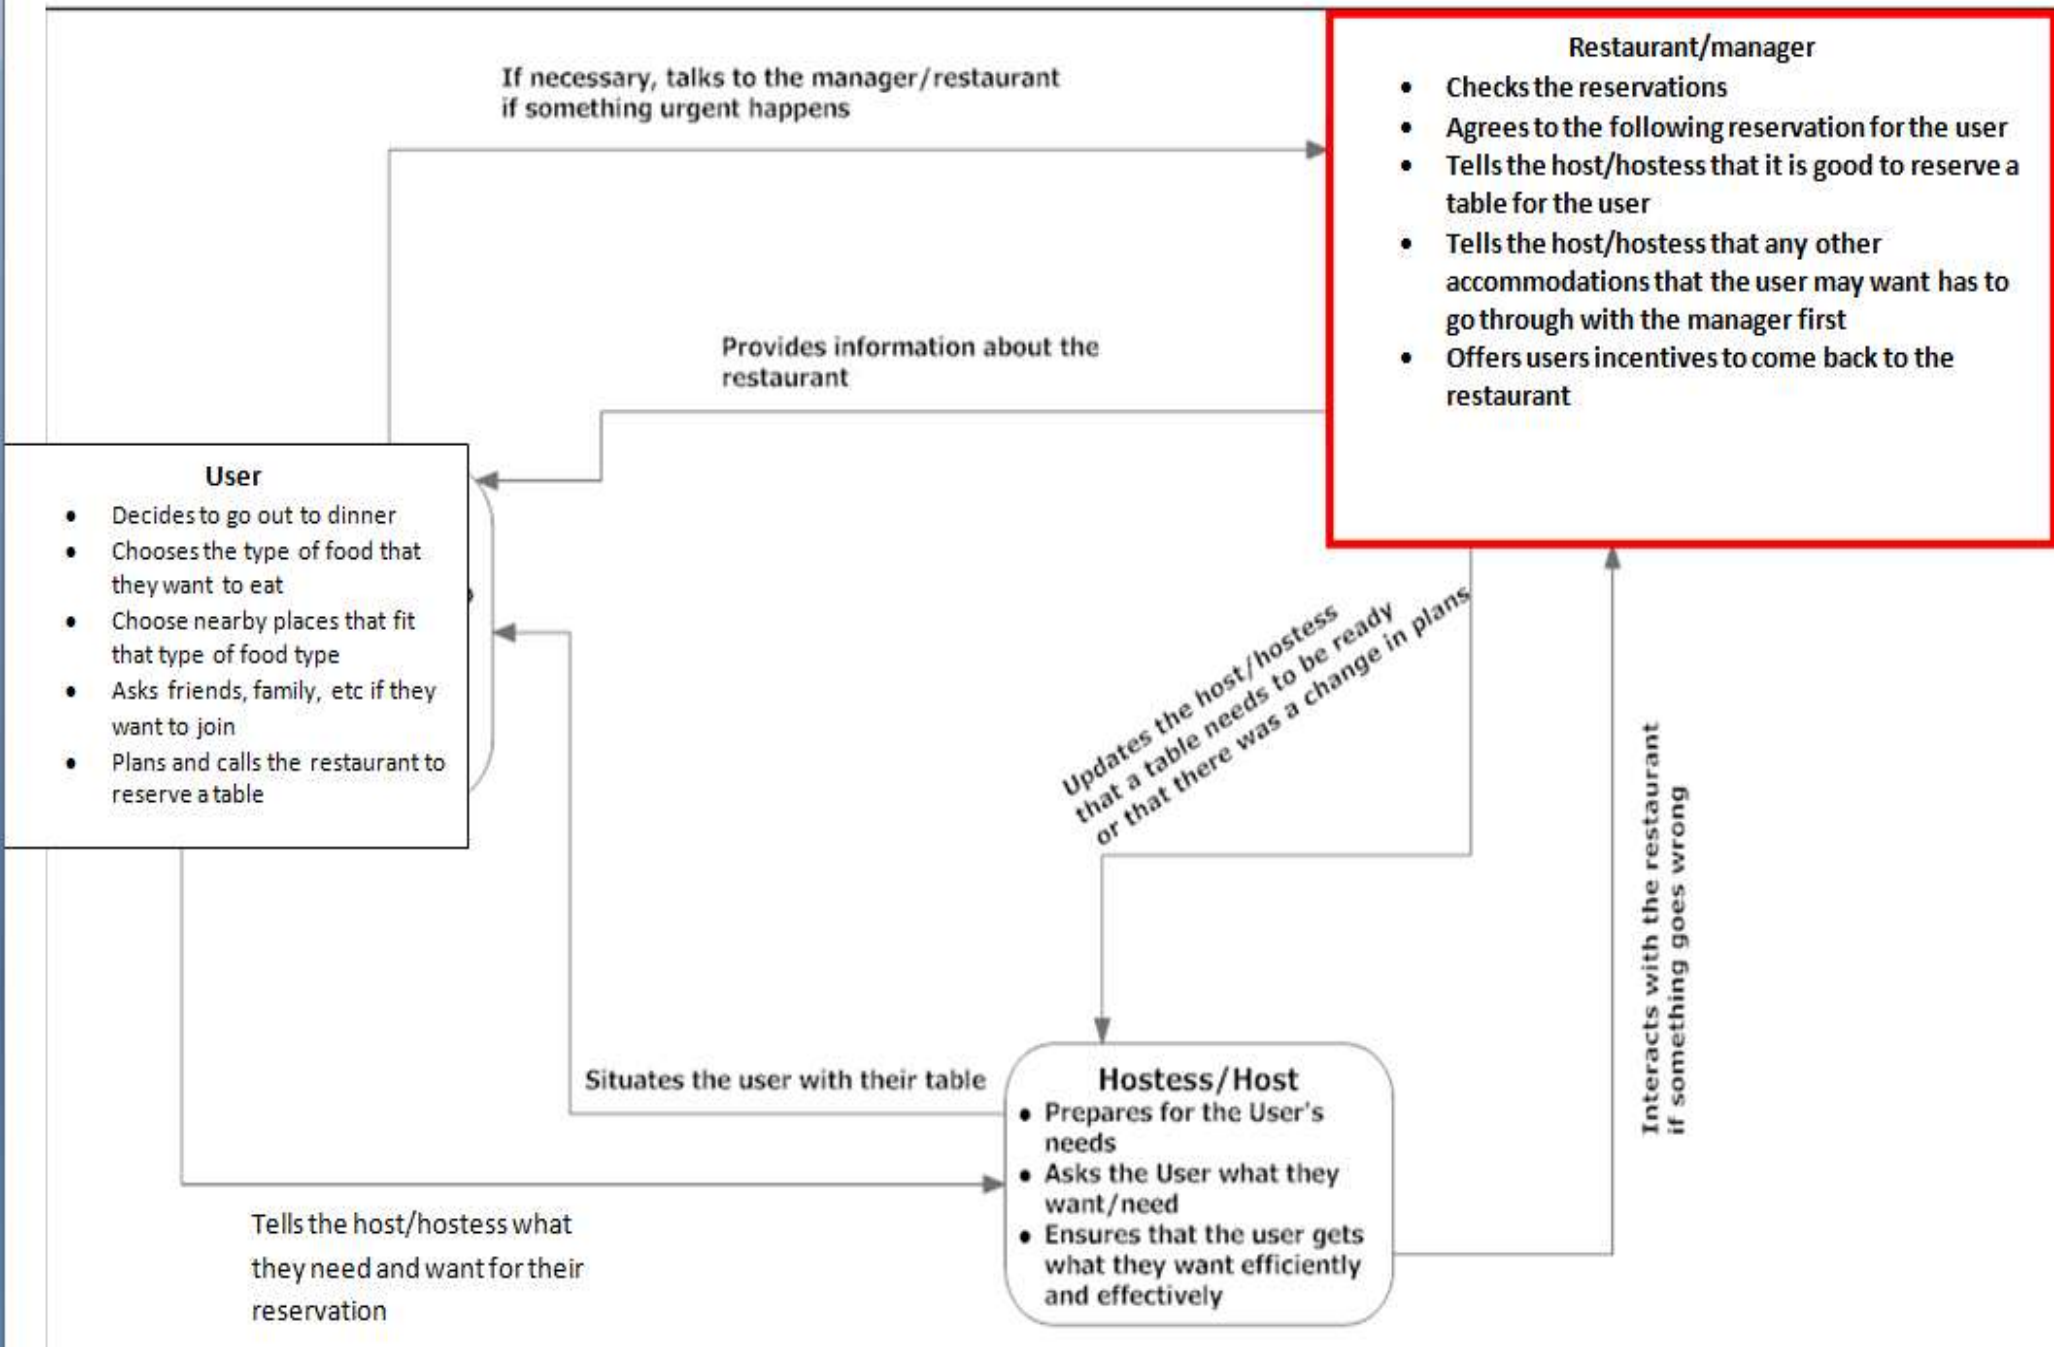 If necessary, talks to the manager/restaurant
if something urgent happens
Restaurant/manager
• Checks the reservations
• Agrees to the following reservation for the user
• Tells the host/hostess that it is good to reserve a
table for the user
• Tells the host/hostess that any other
accommodations that the user may want has to
go through with the manager first
• Offers users incentives to come back to the
restaurant
Provides information about the
restaurant
User
• Decides to go out to dinner
• Chooses the type of food that
they want to eat
• Choose nearby places that fit
that type of food type
• Asks friends, family, etc if they
want to join
• Plans and calls the restaurant to
reserve a table
Updates the host/hostess
that a table needs to be ready
or that there was a change in plans
Interacts with the restaurant
if something goes wrong
Situates the user with their table
Hostess/Host
• Prepares for the User's
needs
• Asks the User what they
want/need
• Ensures that the user gets
what they want efficiently
and effectively
Tells the host/hostess what
they need and want for their
reservation